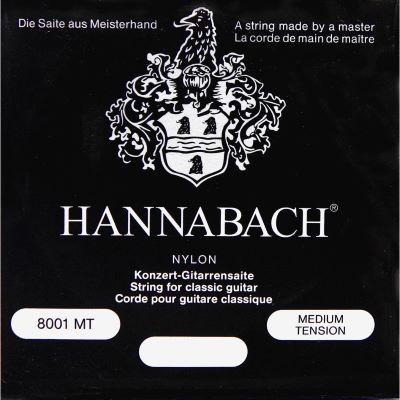 Die Saite aus Meisterhand
A string made by a master
La corde de main de maître
HANNABACH®
NYLON
Konzert-Gitarrensaite
String for classic guitar
Corde pour guitare classique
8001 MT
MEDIUM
TENSION